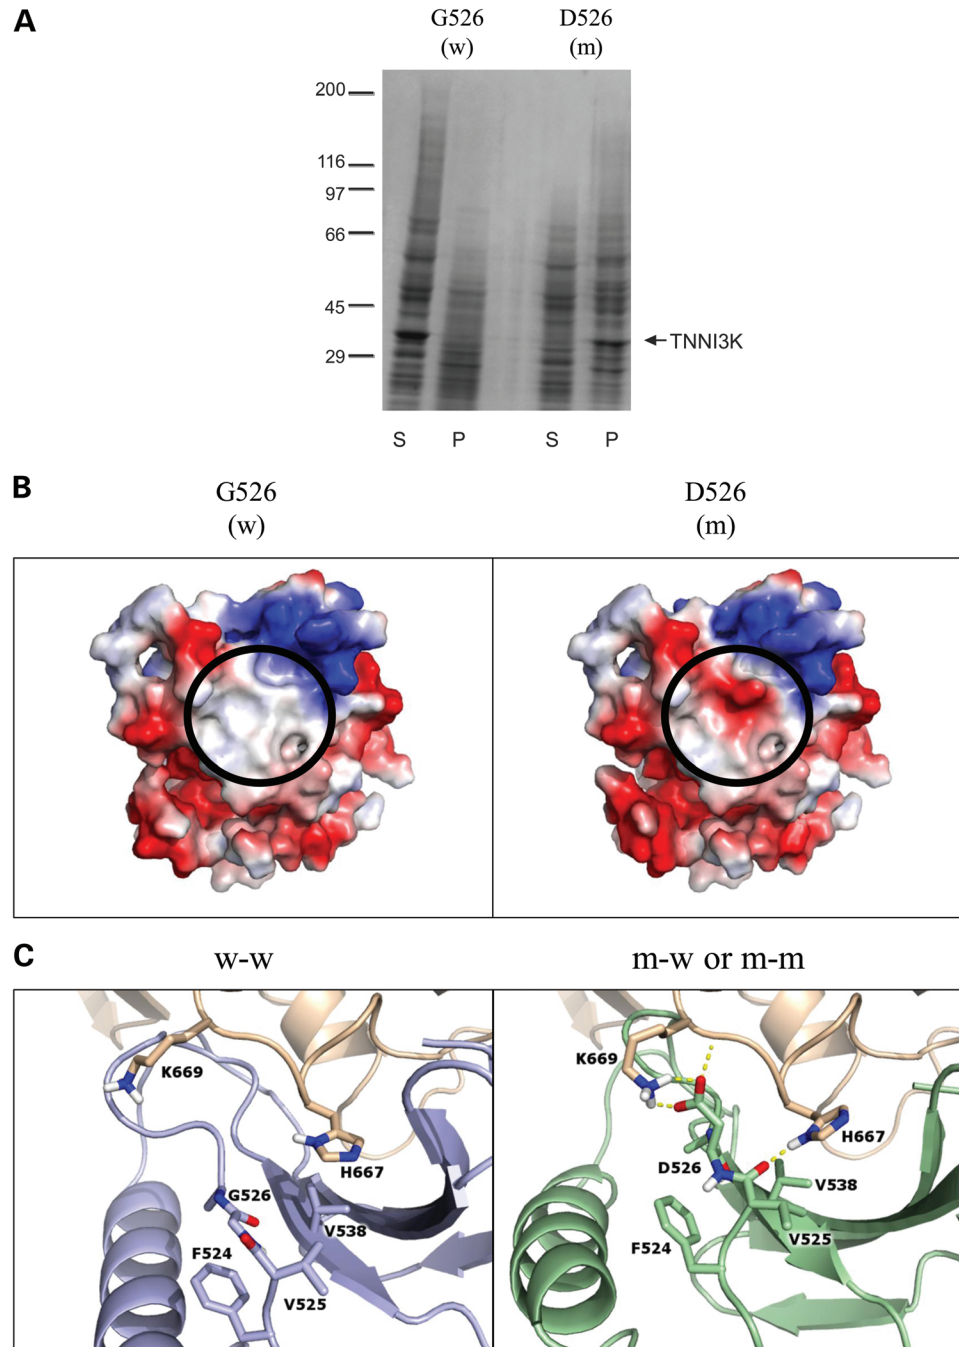 A
G526 D526
(w) (m)
200
116
97
66
45
29
TNNI3K
S P S P
B
G526 D526
(w) (m)
C w-w m-w or m-m
K669 K669
H667 H667
G526 D526
V538 V538
F524 F524
V525 V525